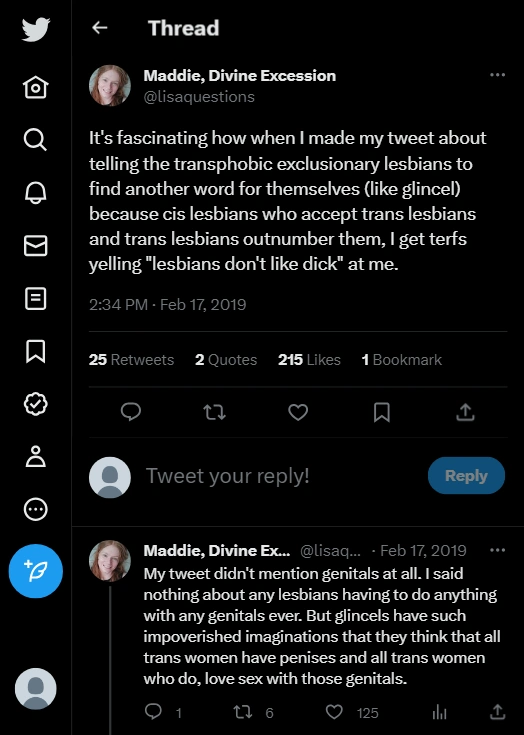 Thread
Maddie, Divine Excession
@lisaquestions
It's fascinating how when I made my tweet about
telling the transphobic exclusionary lesbians to
find another word for themselves (like glincel)
because cis lesbians who accept trans lesbians
and trans lesbians outnumber them, I get terfs
yelling "lesbians don't like dick" at me.
2:34 PM · Feb 17, 2019
25 Retweets 2 Quotes 215 Likes 1 Bookmark
Tweet your reply!
Reply
Maddie, Divine Ex... @lisaq... · Feb 17, 2019
My tweet didn't mention genitals at all. I said
nothing about any lesbians having to do anything
with any genitals ever. But glincels have such
impoverished imaginations that they think that all
trans women have penises and all trans women
who do, love sex with those genitals.
1 6 125